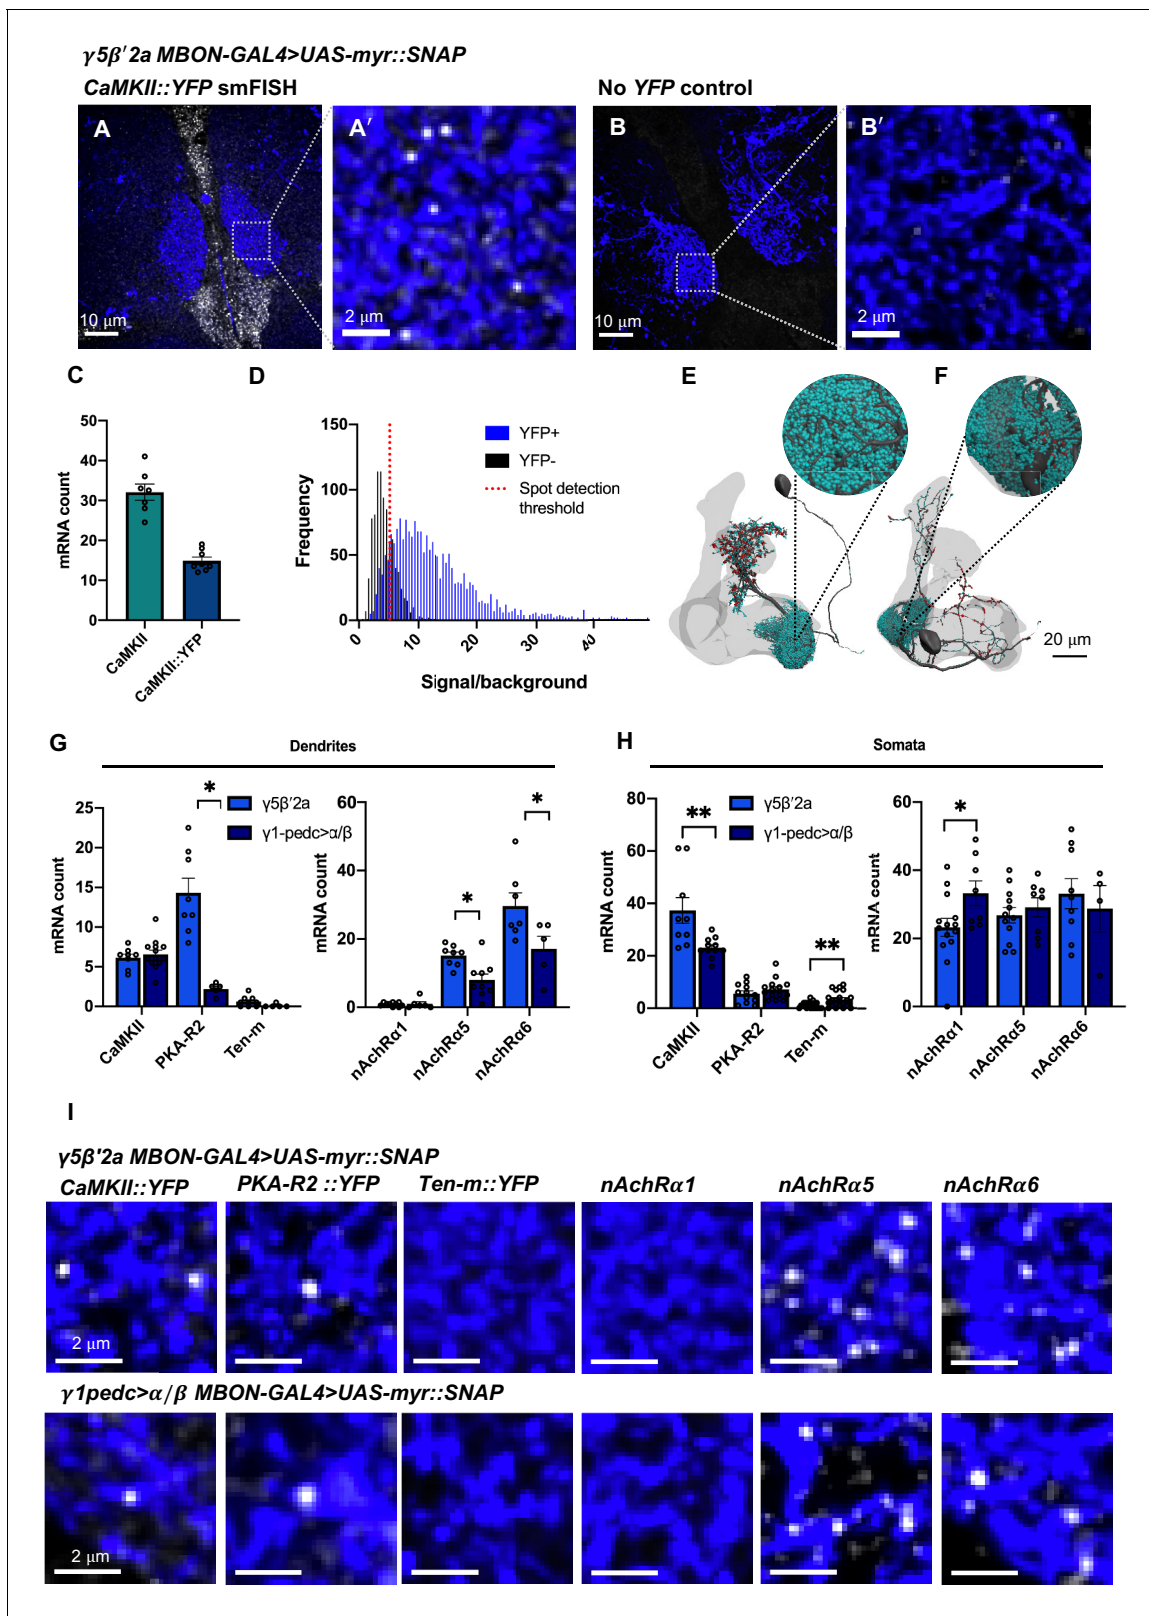 γ5β′2a MBON-GAL4>UAS-myr::SNAP
CaMKII::YFP smFISH
No YFP control
A
A′
B
B′
10 μm
2 μm
10 μm
2 μm
C
mRNA count
50
40
30
20
10
0
CaMKII
CaMKII::YFP
D
Frequency
150
100
50
0
0
10
20
30
40
Signal/background
YFP+
YFP-
Spot detection
threshold
E
F
20 μm
G
Dendrites
mRNA count
25
20
15
10
5
0
*
γ5β′2a
γ1-pedc>α/β
CaMKII
PKA-R2
Ten-m
mRNA count
60
40
20
0
*
*
nAchRα1
nAchRα5
nAchRα6
H
Somata
mRNA count
80
60
40
20
0
**
**
γ5β′2a
γ1-pedc>α/β
CaMKII
PKA-R2
Ten-m
mRNA count
60
40
20
0
*
nAchRα1
nAchRα5
nAchRα6
I
γ5β′2a MBON-GAL4>UAS-myr::SNAP
CaMKII::YFP
PKA-R2 ::YFP
Ten-m::YFP
nAchRα1
nAchRα5
nAchRα6
2 μm
γ1pedc>α/β MBON-GAL4>UAS-myr::SNAP
2 μm